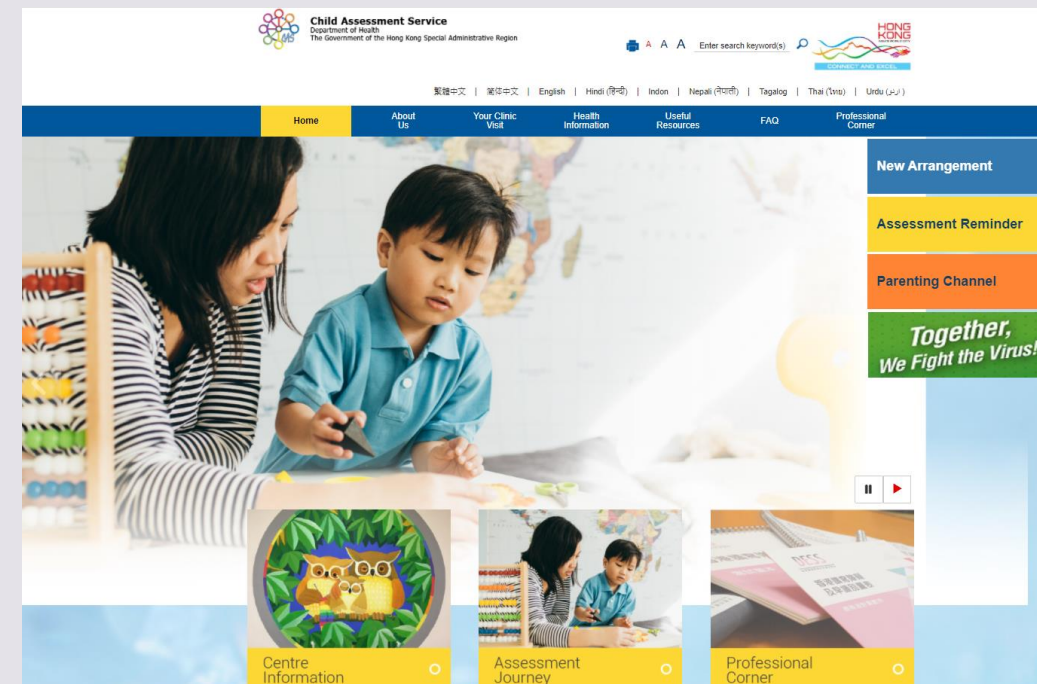 Child Assessment Service
Department of Health
The Government of the Hong Kong Special Administrative Region
A A A Enter search keyword(s)
HONG
KONG
CONNECT AND EXCEL
繁體中文 | 簡体中文 | English | Hindi (हिन्दी) | Indon | Nepali (नेपाली) | Tagalog | Thai (ไทย) | Urdu (اردو)
Home
About
Us
Your Clinic
Visit
Health
Information
Useful
Resources
FAQ
Professional
Corner
New Arrangement
Assessment Reminder
Parenting Channel
Together,
We Fight the Virus!
Centre
Information
Assessment
Journey
Professional
Corner